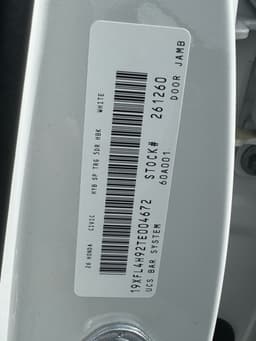 26 HONDA CIVIC HYB SP TRG 5DR HBK WHITE
19XFL4H92TE004672 STOCK# 261260
UCS BAR SYSTEM 60A001 DOOR JAMB